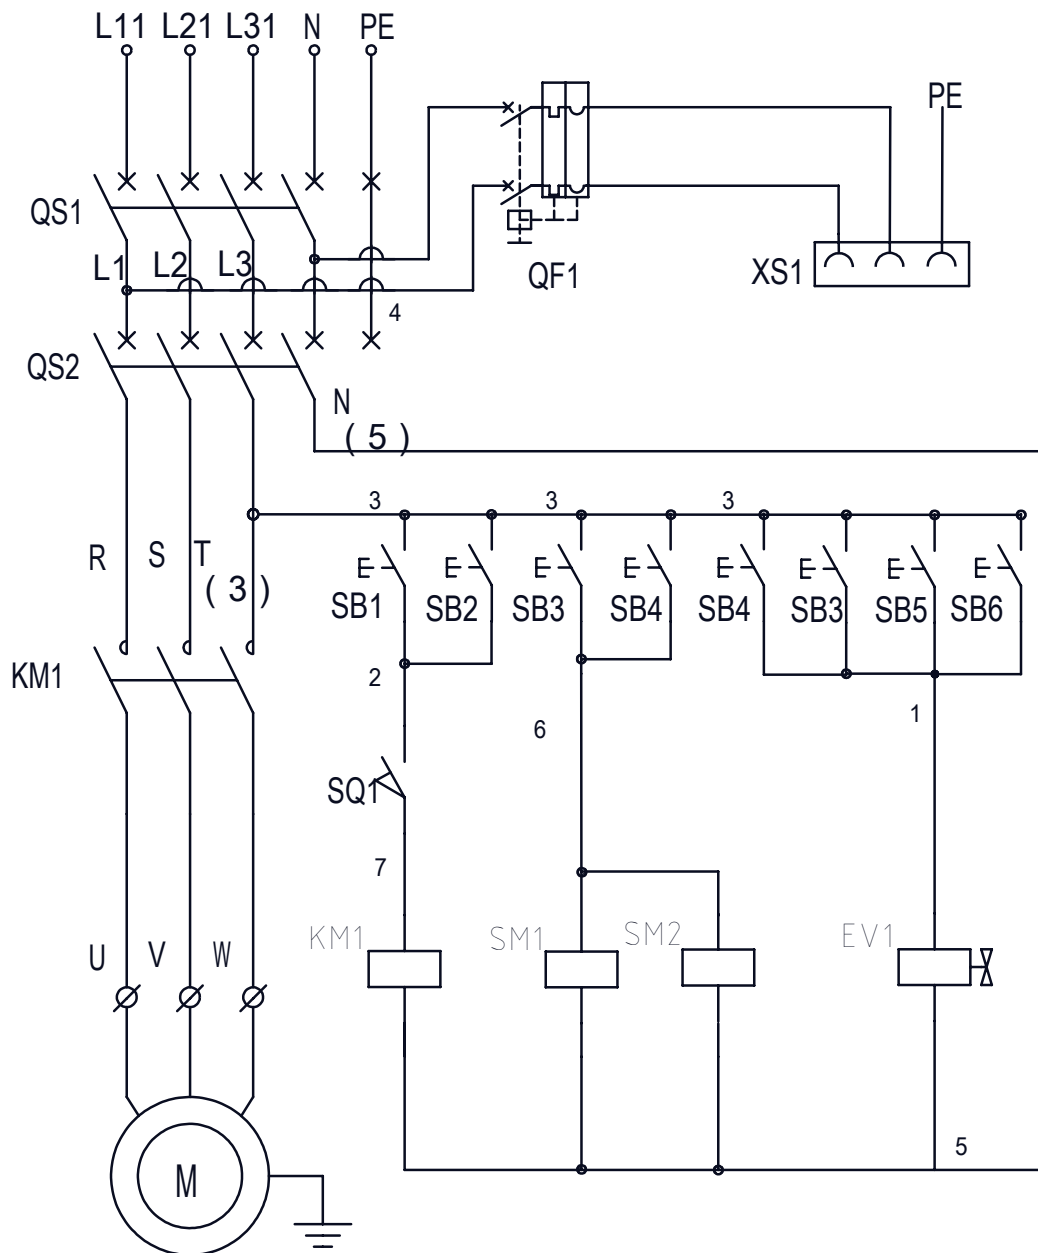 L11 L21 L31 N PE
PE
QS1
L1 L2 L3
QF1
XS1
4
QS2
N
( 5 )
3 3 3
R S T
( 3 )
SB1 SB2 SB3 SB4 SB4 SB3 SB5 SB6
KM1
2
6
1
SQ1
7
KM1 SM1 SM2 EV1
U V W
5
M